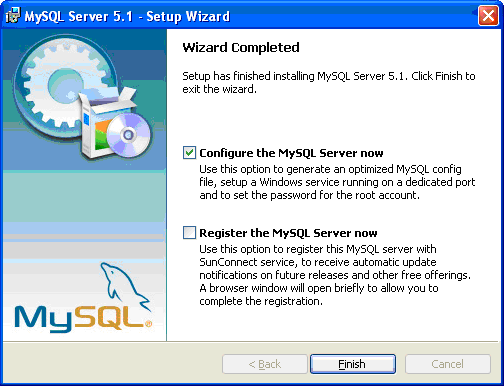 MySQL Server 5.1 - Setup Wizard
Wizard Completed
Setup has finished installing MySQL Server 5.1. Click Finish to
exit the wizard.
Configure the MySQL Server now
Use this option to generate an optimized MySQL config
file, setup a Windows service running on a dedicated port
and to set the password for the root account.
Register the MySQL Server now
Use this option to register this MySQL server with
SunConnect service, to receive automatic update
notifications on future releases and other free offerings.
A browser window will open briefly to allow you to
complete the registration.
MySQL®
< Back
Finish
Cancel